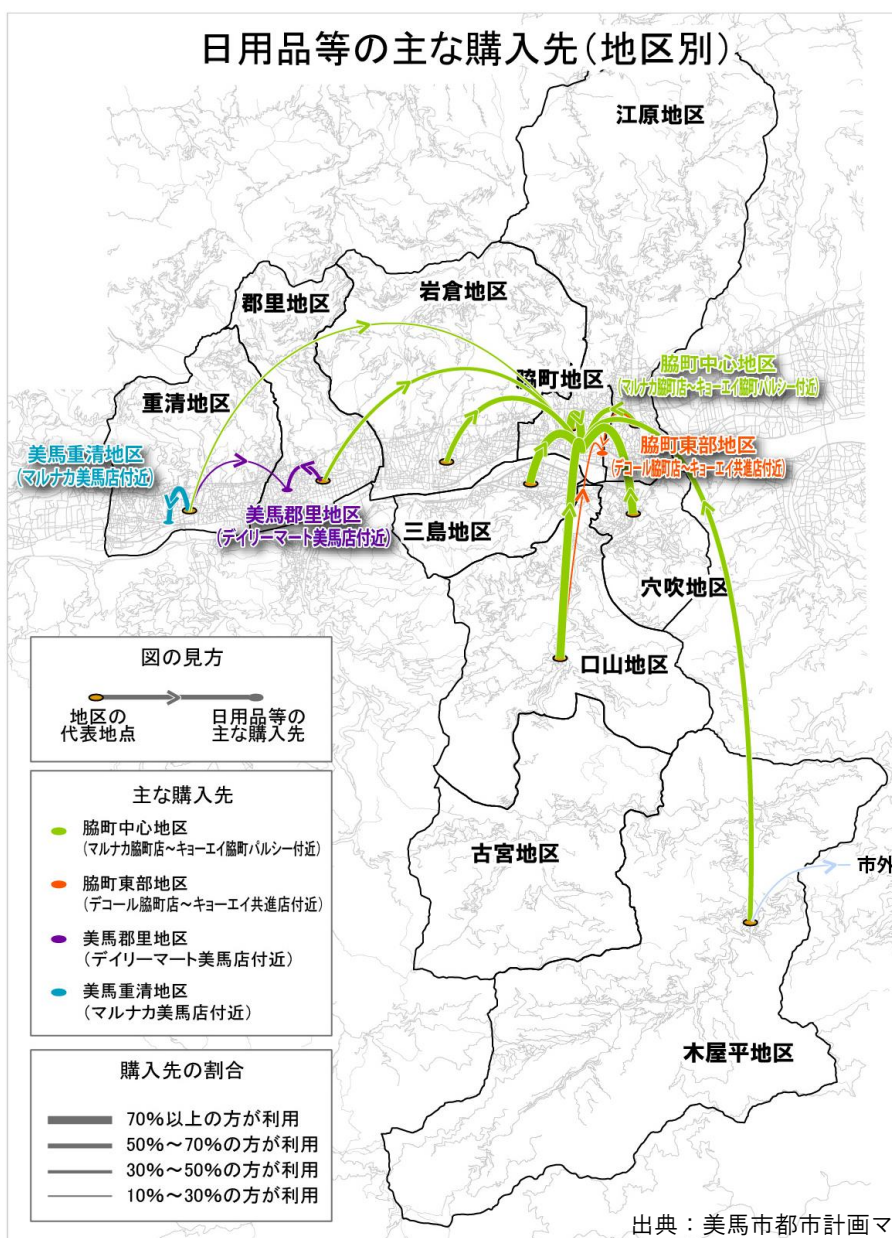 日用品等の主な購入先(地区別)
江原地区
郡里地区
岩倉地区
重清地区
脇町地区
脇町中心地区
(マルナカ脇町店~キョーエイ脇町パルシー付近)
美馬重清地区
(マルナカ美馬店付近)
脇町東部地区
(デコール脇町店~キョーエイ共進店付近)
美馬郡里地区
(デイリーマート美馬店付近)
三島地区
穴吹地区
口山地区
古宮地区
市外
木屋平地区
図の見方
地区の
代表地点
日用品等の
主な購入先
主な購入先
脇町中心地区
(マルナカ脇町店~キョーエイ脇町パルシー付近)
脇町東部地区
(デコール脇町店~キョーエイ共進店付近)
美馬郡里地区
(デイリーマート美馬店付近)
美馬重清地区
(マルナカ美馬店付近)
購入先の割合
70%以上の方が利用
50%~70%の方が利用
30%~50%の方が利用
10%~30%の方が利用
出典:美馬市都市計画マ